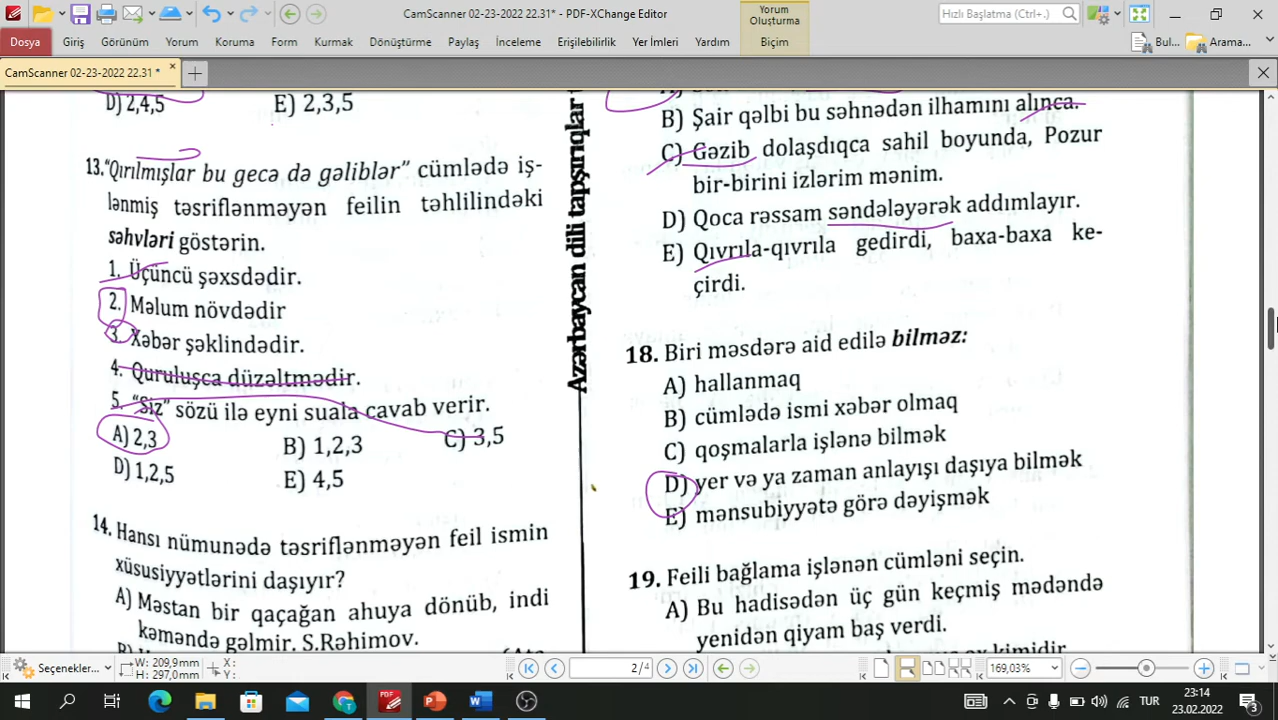 CamScanner 02-23-2022 22.31* - PDF-XChange Editor
Yorum
Oluşturma
Hızlı Başlatma (Ctrl+.)
Dosya
Giriş
Görünüm
Yorum
Koruma
Form
Kurmak
Dönüştürme
Paylaş
İnceleme
Erişilebilirlik
Yer İmleri
Yardım
Biçim
Bul...
Arama...
CamScanner 02-23-2022 22.31 *
D) 2,4,5 E) 2,3,5
13. “Qırılmışlar bu gecə də gəliblər” cümlədə iş-
lənmiş təsriflənməyən feilin təhlilindəki
səhvləri göstərin.
1. Üçüncü şəxsdədir.
2. Məlum növdədir
3. Xəbər şəklindədir.
4. Quruluşca düzəltmədir.
5. “Siz” sözü ilə eyni suala cavab verir.
A) 2,3 B) 1,2,3 C) 3,5
D) 1,2,5 E) 4,5
14. Hansı nümunədə təsriflənməyən feil ismin
xüsusiyyətlərini daşıyır?
A) Məstan bir qaçağan ahuya dönüb, indi
kəməndə gəlmir. S.Rəhimov.
Azərbaycan dili tapşırıqlar
B) Şair qəlbi bu səhnədən ilhamını alınca.
C) Gəzib dolaşdıqca sahil boyunda, Pozur
bir-birini izlərim mənim.
D) Qoca rəssam səndələyərək addımlayır.
E) Qıvrıla-qıvrıla gedirdi, baxa-baxa ke-
çirdi.
18. Biri məsdərə aid edilə bilməz:
A) hallanmaq
B) cümlədə ismi xəbər olmaq
C) qoşmalarla işlənə bilmək
D) yer və ya zaman anlayışı daşıya bilmək
E) mənsubiyyətə görə dəyişmək
19. Feili bağlama işlənən cümləni seçin.
A) Bu hadisədən üç gün keçmiş mədəndə
yenidən qiyam baş verdi.
Seçenekler...
W: 209,9mm
H: 297,0mm
X:
Y:
2/4
169,03%
TUR
23:14
23.02.2022
3